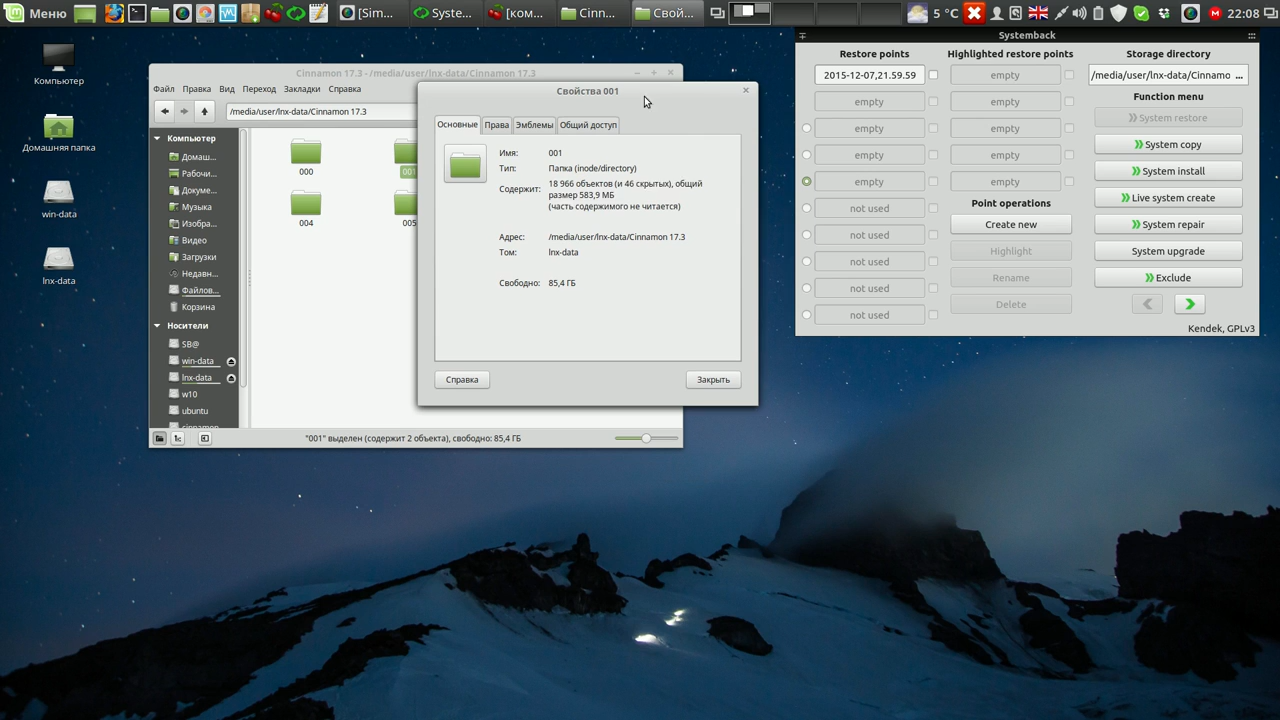 Меню
[Sim...
Syste...
[ком...
Cinn...
Свой...
5 °C
22:08
Компьютер
Домашняя папка
win-data
lnx-data
Cinnamon 17.3 - /media/user/lnx-data/Cinnamon 17.3
Файл Правка Вид Переход Закладки Справка
/media/user/lnx-data/Cinnamon 17.3
Компьютер
Домаш...
Рабочи...
Докуме...
Музыка
Изобра...
Видео
Загрузки
Недавн...
Файлов...
Корзина
Носители
SB@
win-data
lnx-data
w10
ubuntu
cinnamon
000
001
004
005
"001" выделен (содержит 2 объекта), свободно: 85,4 ГБ
Свойства 001
Основные Права Эмблемы Общий доступ
Имя: 001
Тип: Папка (inode/directory)
Содержит: 18 966 объектов (и 46 скрытых), общий
размер 583,9 МБ
(часть содержимого не читается)
Адрес: /media/user/lnx-data/Cinnamon 17.3
Том: lnx-data
Свободно: 85,4 ГБ
Справка Закрыть
Systemback
Restore points
2015-12-07,21.59.59
empty
empty
empty
empty
not used
not used
not used
not used
not used
Highlighted restore points
empty
empty
empty
empty
empty
Point operations
Create new
Highlight
Rename
Delete
Storage directory
/media/user/lnx-data/Cinnamo ...
Function menu
System restore
System copy
System install
Live system create
System repair
System upgrade
Exclude
Kendek, GPLv3